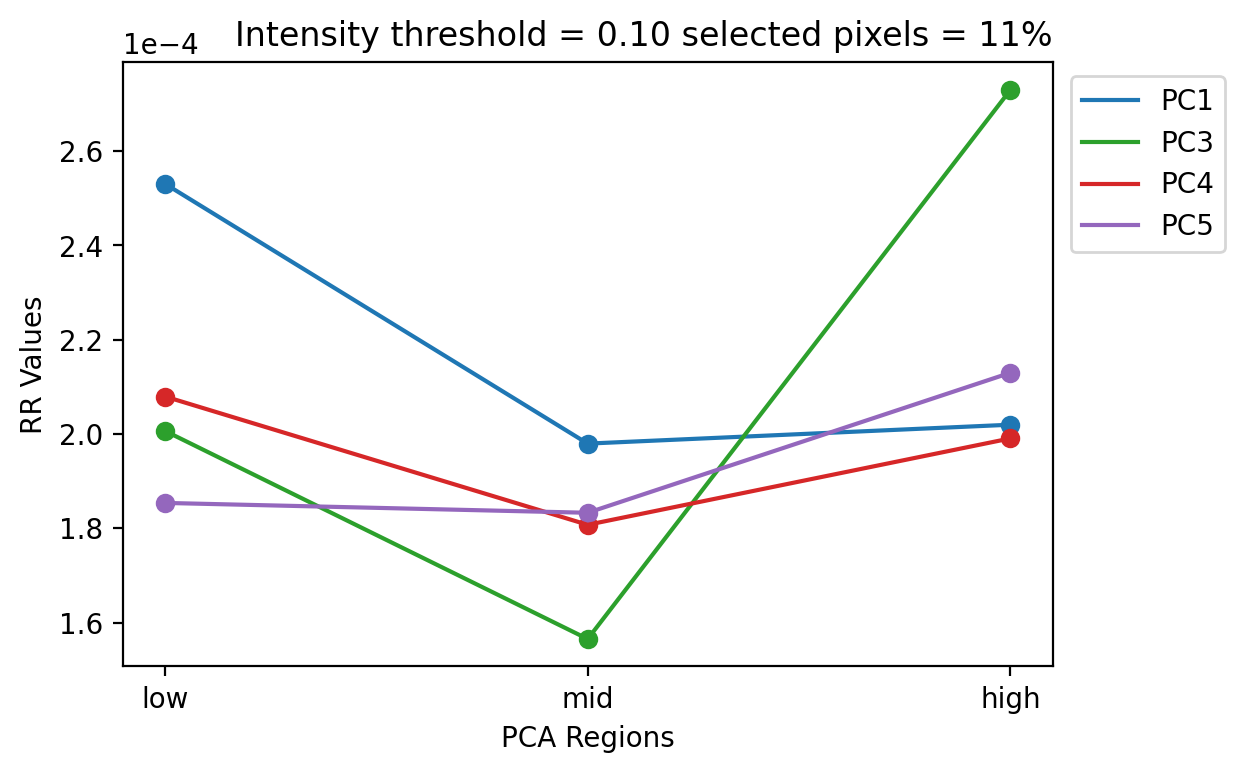 Intensity threshold = 0.10 selected pixels = 11%
1e−4
2.6
2.4
2.2
2.0
1.8
1.6
RR Values
low
mid
high
PCA Regions
PC1
PC3
PC4
PC5